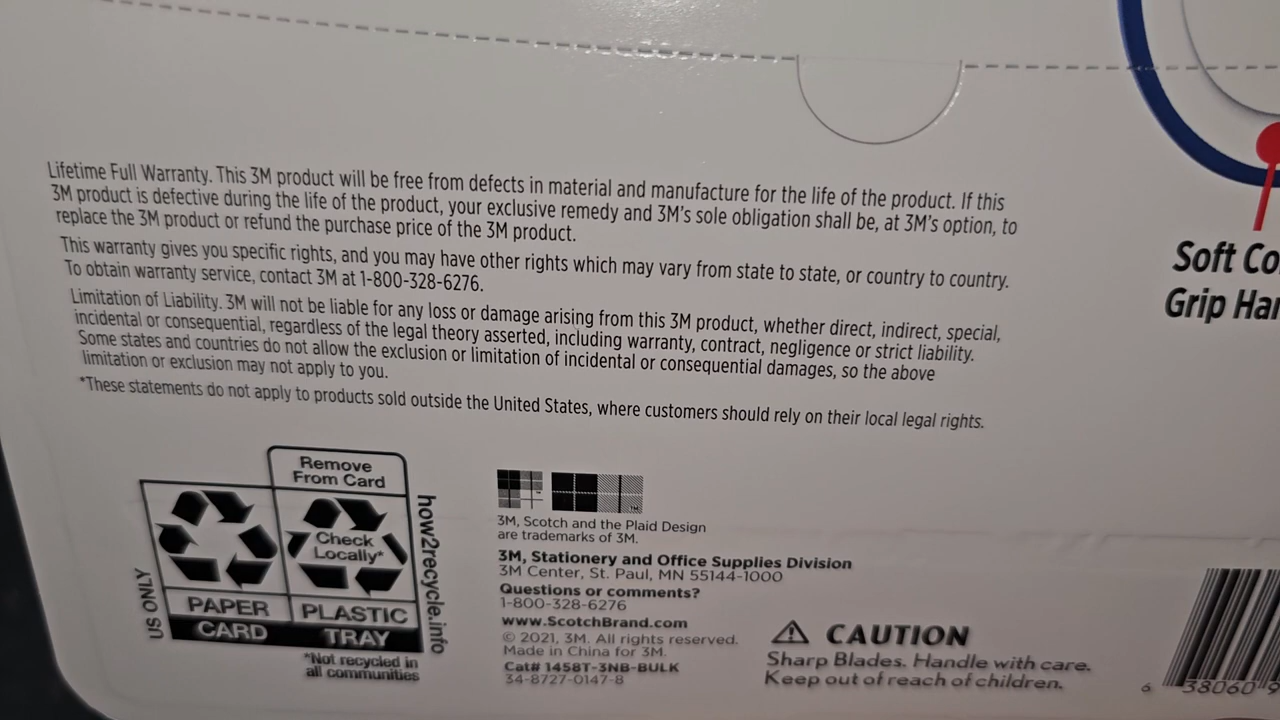 Lifetime Full Warranty. This 3M product will be free from defects in material and manufacture for the life of the product. If this
3M product is defective during the life of the product, your exclusive remedy and 3M's sole obligation shall be, at 3M's option, to
replace the 3M product or refund the purchase price of the 3M product.
This warranty gives you specific rights, and you may have other rights which may vary from state to state, or country to country.
To obtain warranty service, contact 3M at 1-800-328-6276.
Limitation of Liability. 3M will not be liable for any loss or damage arising from this 3M product, whether direct, indirect, special,
incidental or consequential, regardless of the legal theory asserted, including warranty, contract, negligence or strict liability.
Some states and countries do not allow the exclusion or limitation of incidental or consequential damages, so the above
limitation or exclusion may not apply to you.
*These statements do not apply to products sold outside the United States, where customers should rely on their local legal rights.
Soft Co
Grip Han
Remove
From Card
Check
Locally*
PAPER
PLASTIC
CARD
TRAY
US ONLY
how2recycle.info
*Not recycled in
all communities
3M, Scotch and the Plaid Design
are trademarks of 3M.
3M, Stationery and Office Supplies Division
3M Center, St. Paul, MN 55144-1000
Questions or comments?
1-800-328-6276
www.ScotchBrand.com
© 2021, 3M. All rights reserved.
Made in China for 3M.
Cat# 1458T-3NB-BULK
34-8727-0147-8
CAUTION
Sharp Blades. Handle with care.
Keep out of reach of children.
6 38060 9